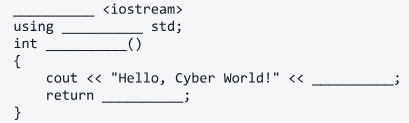 __________ <iostream>
using __________ std;
int __________()
{
    cout << "Hello, Cyber World!" << __________;
    return __________;
}